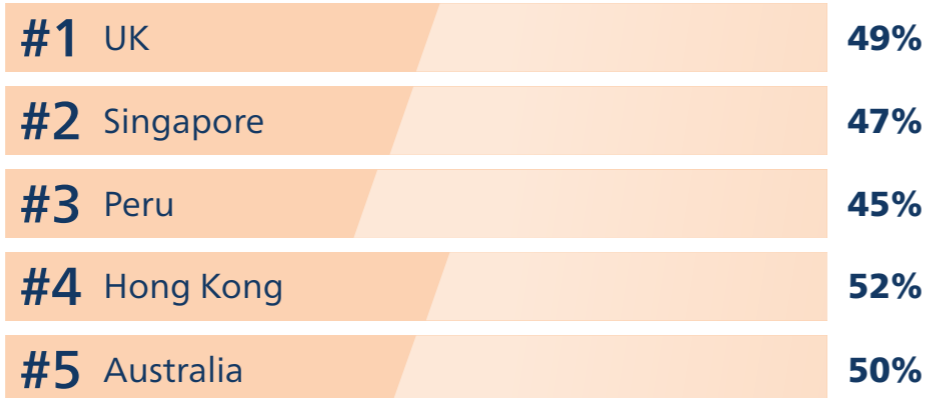 #1 UK 49%
#2 Singapore 47%
#3 Peru 45%
#4 Hong Kong 52%
#5 Australia 50%